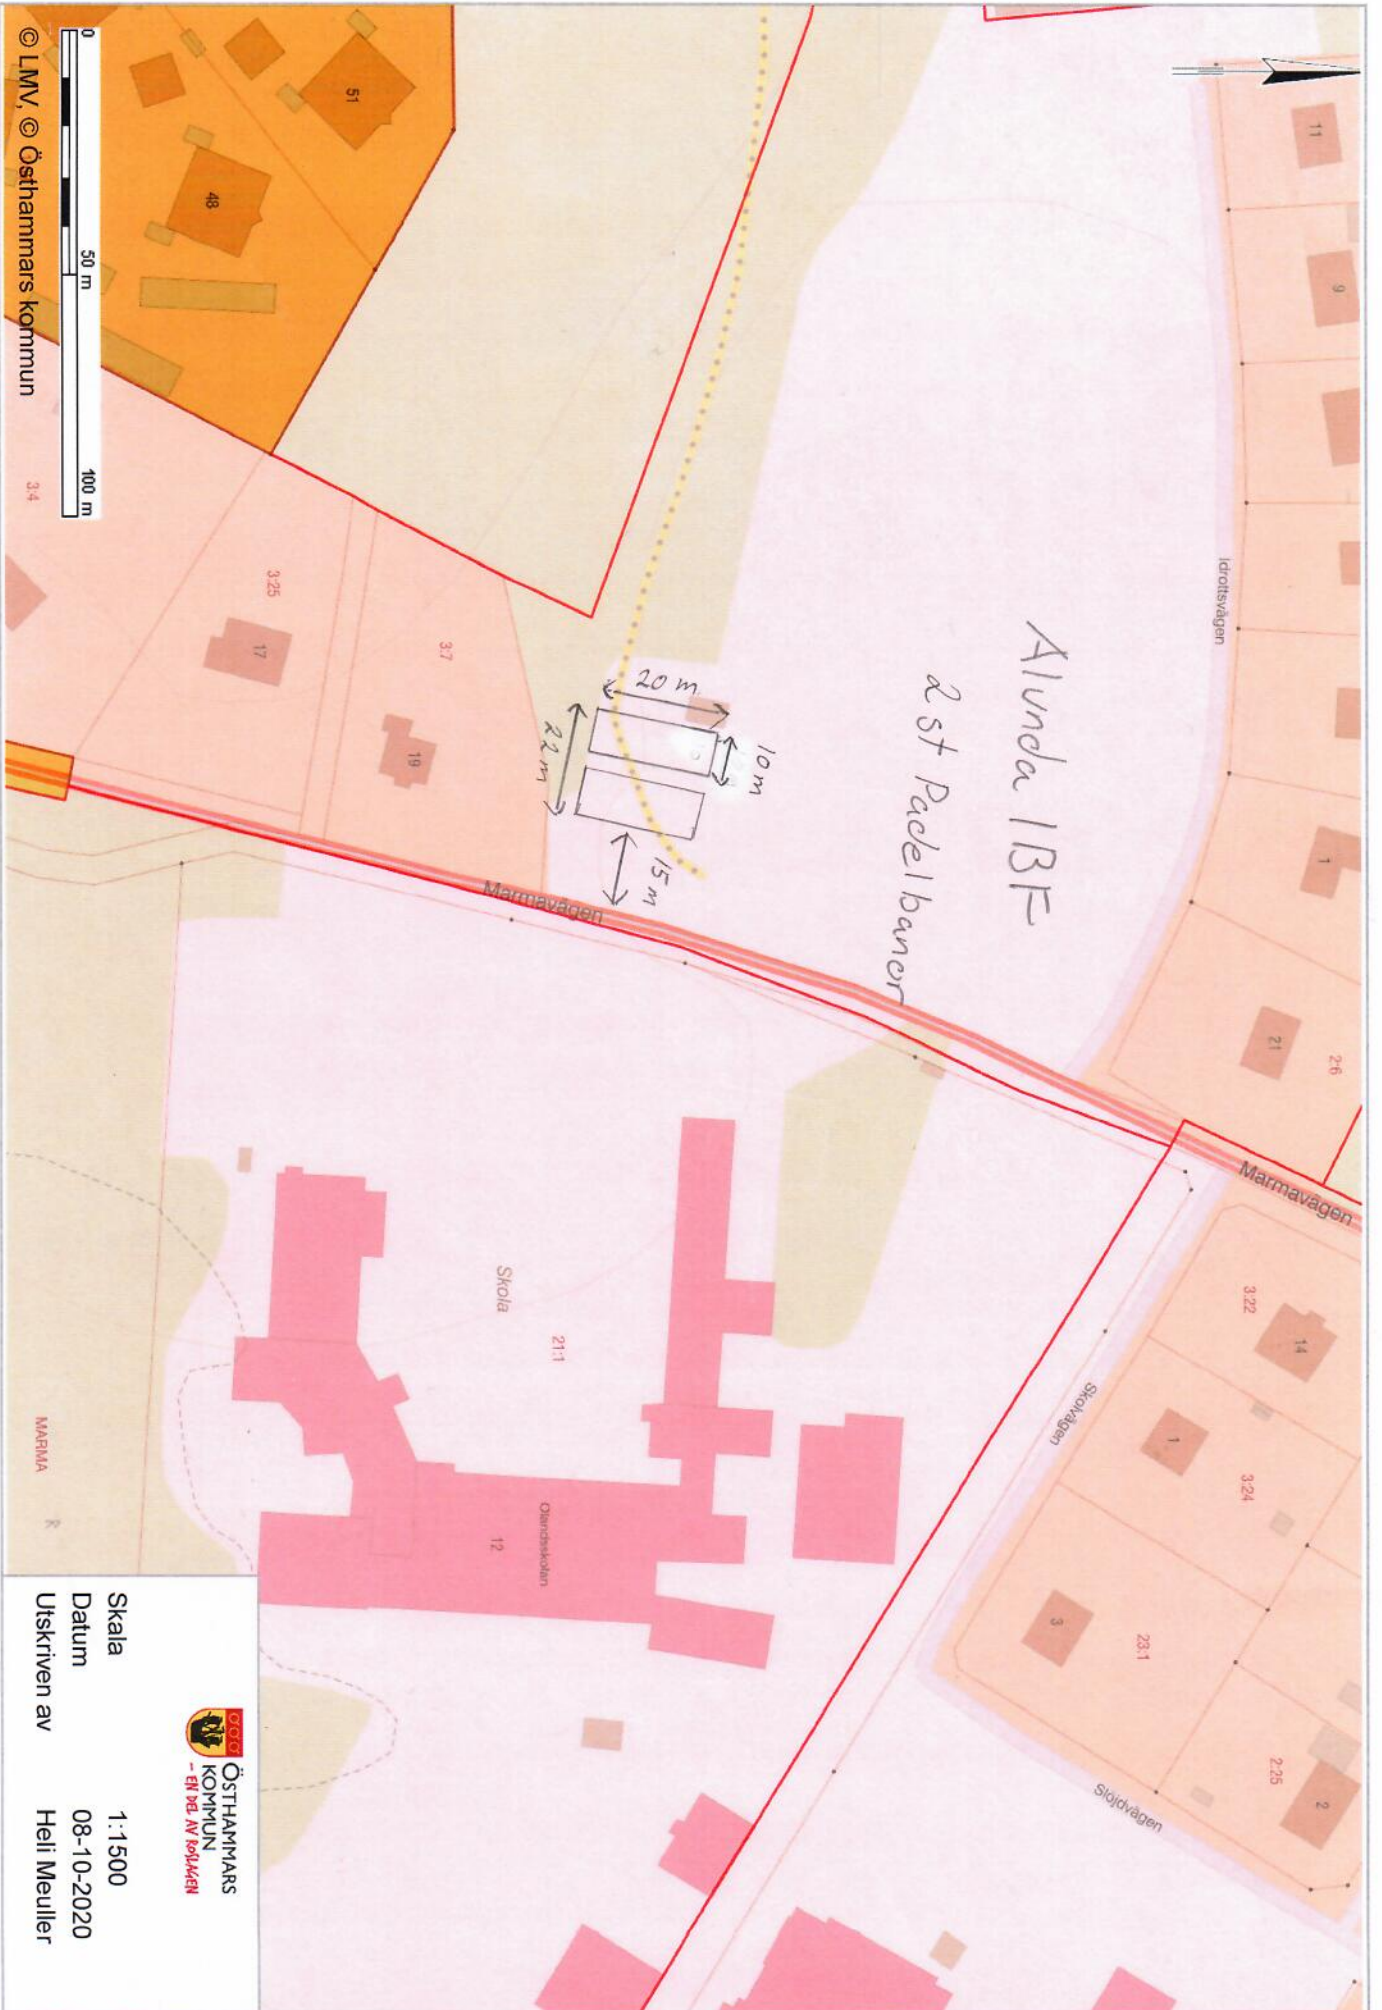 11
9
1
21
2:6
Idrottsvägen
Marmavägen
Alunda IBF
2 st Padelbanor
3:22
14
1
3:24
3
23:1
2:25
2
Skolvägen
Slöjdvägen
10 m
20 m
22 m
15 m
Marmavägen
Skola
21:1
Olandsskolan
12
3:7
19
3:25
17
3:4
51
48
MARMA
0
50 m
100 m
© LMV, © Östhammars kommun
ÖSTHAMMARS
KOMMUN
– EN DEL AV ROSLAGEN
Skala 1:1500
Datum 08-10-2020
Utskriven av Heli Meuller